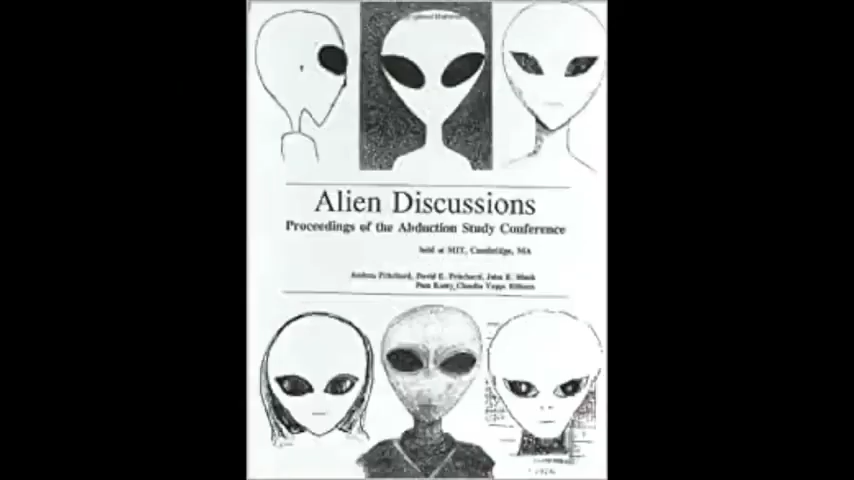 Alien Discussions
Proceedings of the Abduction Study Conference
held at MIT, Cambridge, MA
Andrea Pritchard, David E. Pritchard, John E. Mack
Pam Kasey, Claudia Yapp, Editors